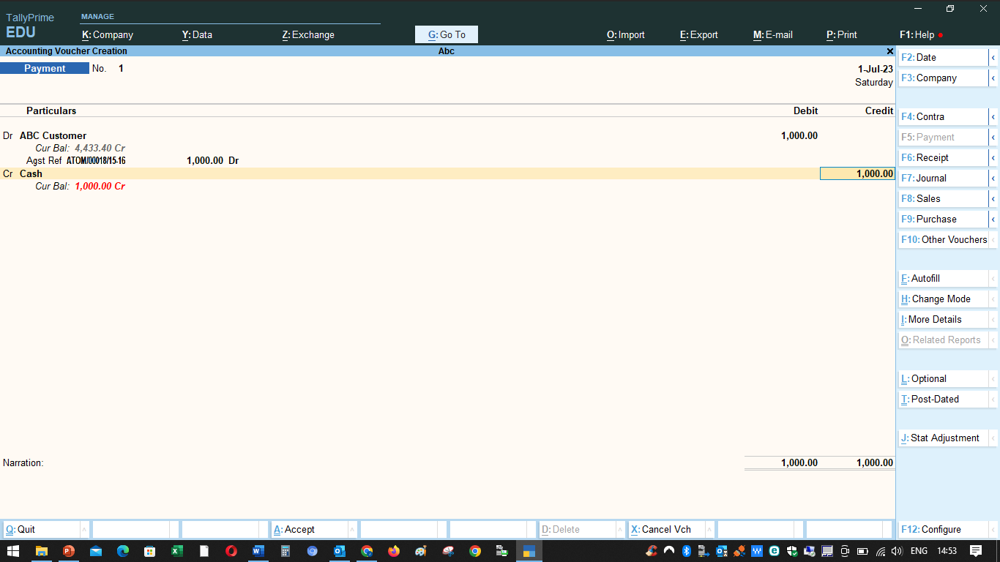 TallyPrime
EDU
MANAGE
K: Company Y: Data Z: Exchange G: Go To O: Import E: Export M: E-mail P: Print F1: Help
Accounting Voucher Creation Abc
Payment No. 1 1-Jul-23
Saturday
Particulars Debit Credit
Dr ABC Customer 1,000.00
Cur Bal: 4,433.40 Cr
Agst Ref ATOM/00018/15-16 1,000.00 Dr
Cr Cash 1,000.00
Cur Bal: 1,000.00 Cr
Narration: 1,000.00 1,000.00
F2: Date
F3: Company
F4: Contra
F5: Payment
F6: Receipt
F7: Journal
F8: Sales
F9: Purchase
F10: Other Vouchers
F: Autofill
H: Change Mode
I: More Details
O: Related Reports
L: Optional
T: Post-Dated
J: Stat Adjustment
Q: Quit A: Accept D: Delete X: Cancel Vch F12: Configure
ENG 14:53